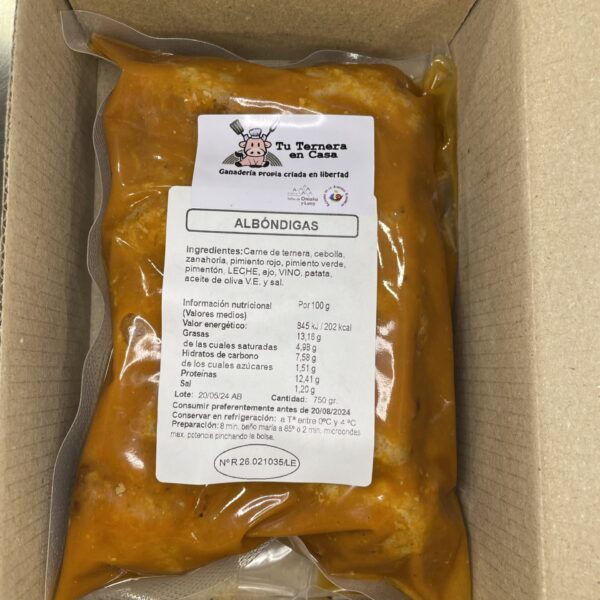 Tu Ternera
en Casa
Ganadería propia criada en libertad
ALBÓNDIGAS
Ingredientes: Carne de ternera, cebolla,
zanahoria, pimiento rojo, pimiento verde,
pimentón, LECHE, ajo, VINO, patata,
aceite de oliva V.E. y sal.
Información nutricional Por 100 g
(Valores medios)
Valor energético: 845 kJ / 202 kcal
Grasas 13,16 g
de las cuales saturadas 4,98 g
Hidratos de carbono 7,58 g
de los cuales azúcares 1,51 g
Proteínas 12,41 g
Sal 1,20 g
Lote: 20/05/24 AB Cantidad: 750 gr.
Consumir preferentemente antes de 20/08/2024
Conservar en refrigeración: a Tª entre 0ºC y 4 ºC
Preparación: 8 min. baño maría a 85º ó 2 min. microondas
max. potencia pinchando la bolsa.
Nº R 26.021035/LE